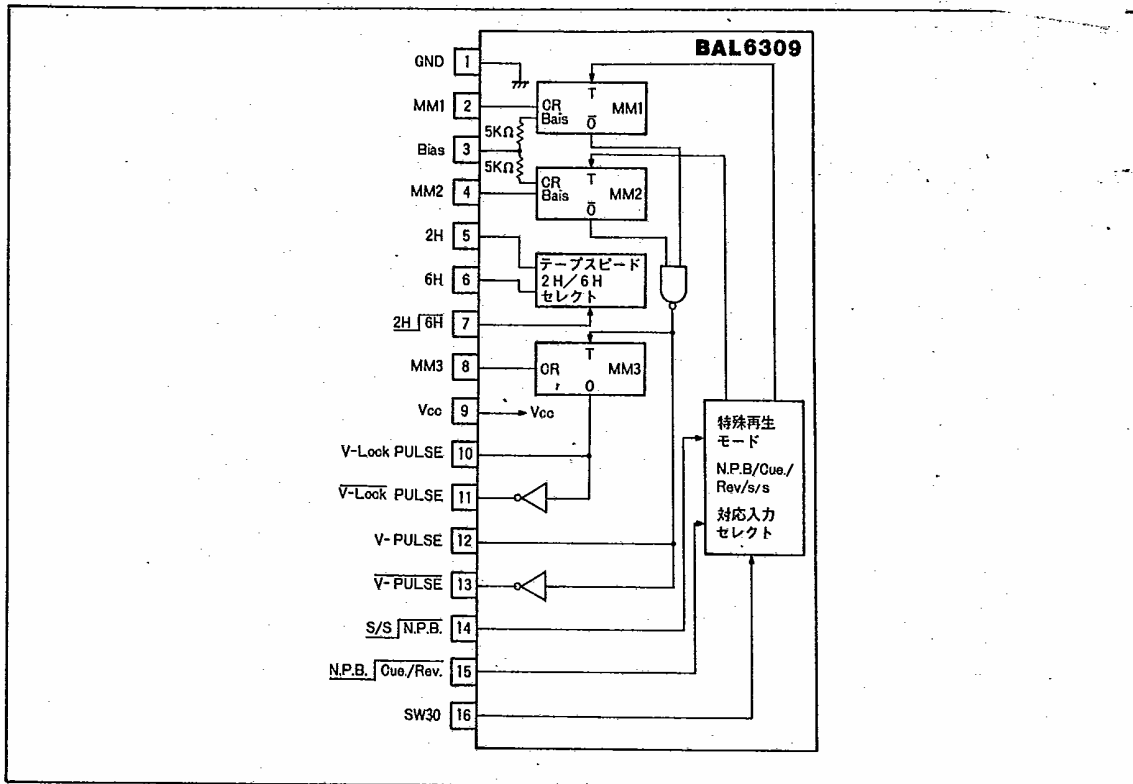 BAL6309
GND 1
MM1 2
Bias 3
MM2 4
2H 5
6H 6
2H 6H 7
MM3 8
Vcc 9
V-Lock PULSE 10
V-Lock PULSE 11
V-PULSE 12
V-PULSE 13
S/S N.P.B. 14
N.P.B. Cue./Rev. 15
SW30 16
5KΩ
5KΩ
T
CR
Bais
MM1
O
T
CR
Bais
MM2
O
テープスピード
2H/6H
セレクト
T
CR
MM3
O
Vcc
特殊再生
モード
N.P.B/Cue./
Rev/s/s
対応入力
セレクト